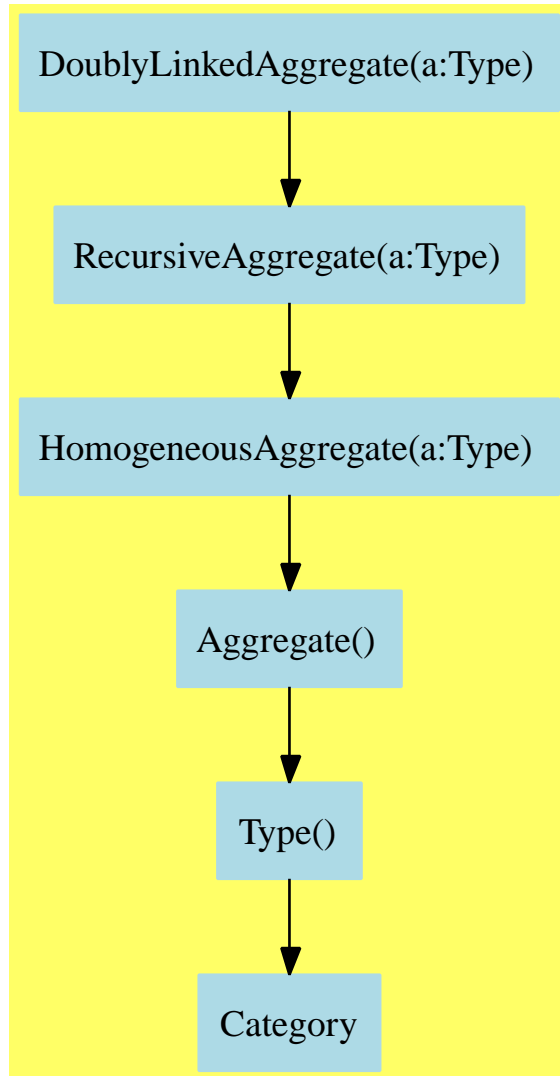 DoublyLinkedAggregate(a:Type)
RecursiveAggregate(a:Type)
HomogeneousAggregate(a:Type)
Aggregate()
Type()
Category